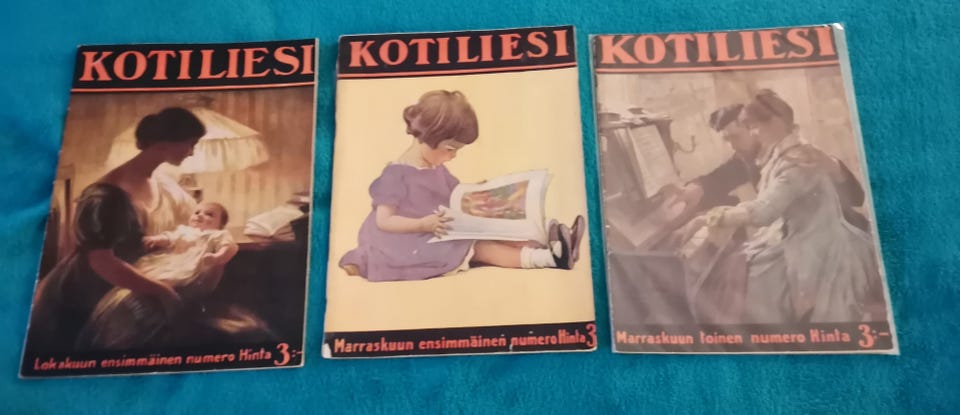 KOTILIESI
Lokakuun ensimmäinen numero Hinta 3:-
KOTILIESI
Marraskuun ensimmäinen numero Hinta 3
KOTILIESI
Marraskuun toinen numero Hinta 3:-